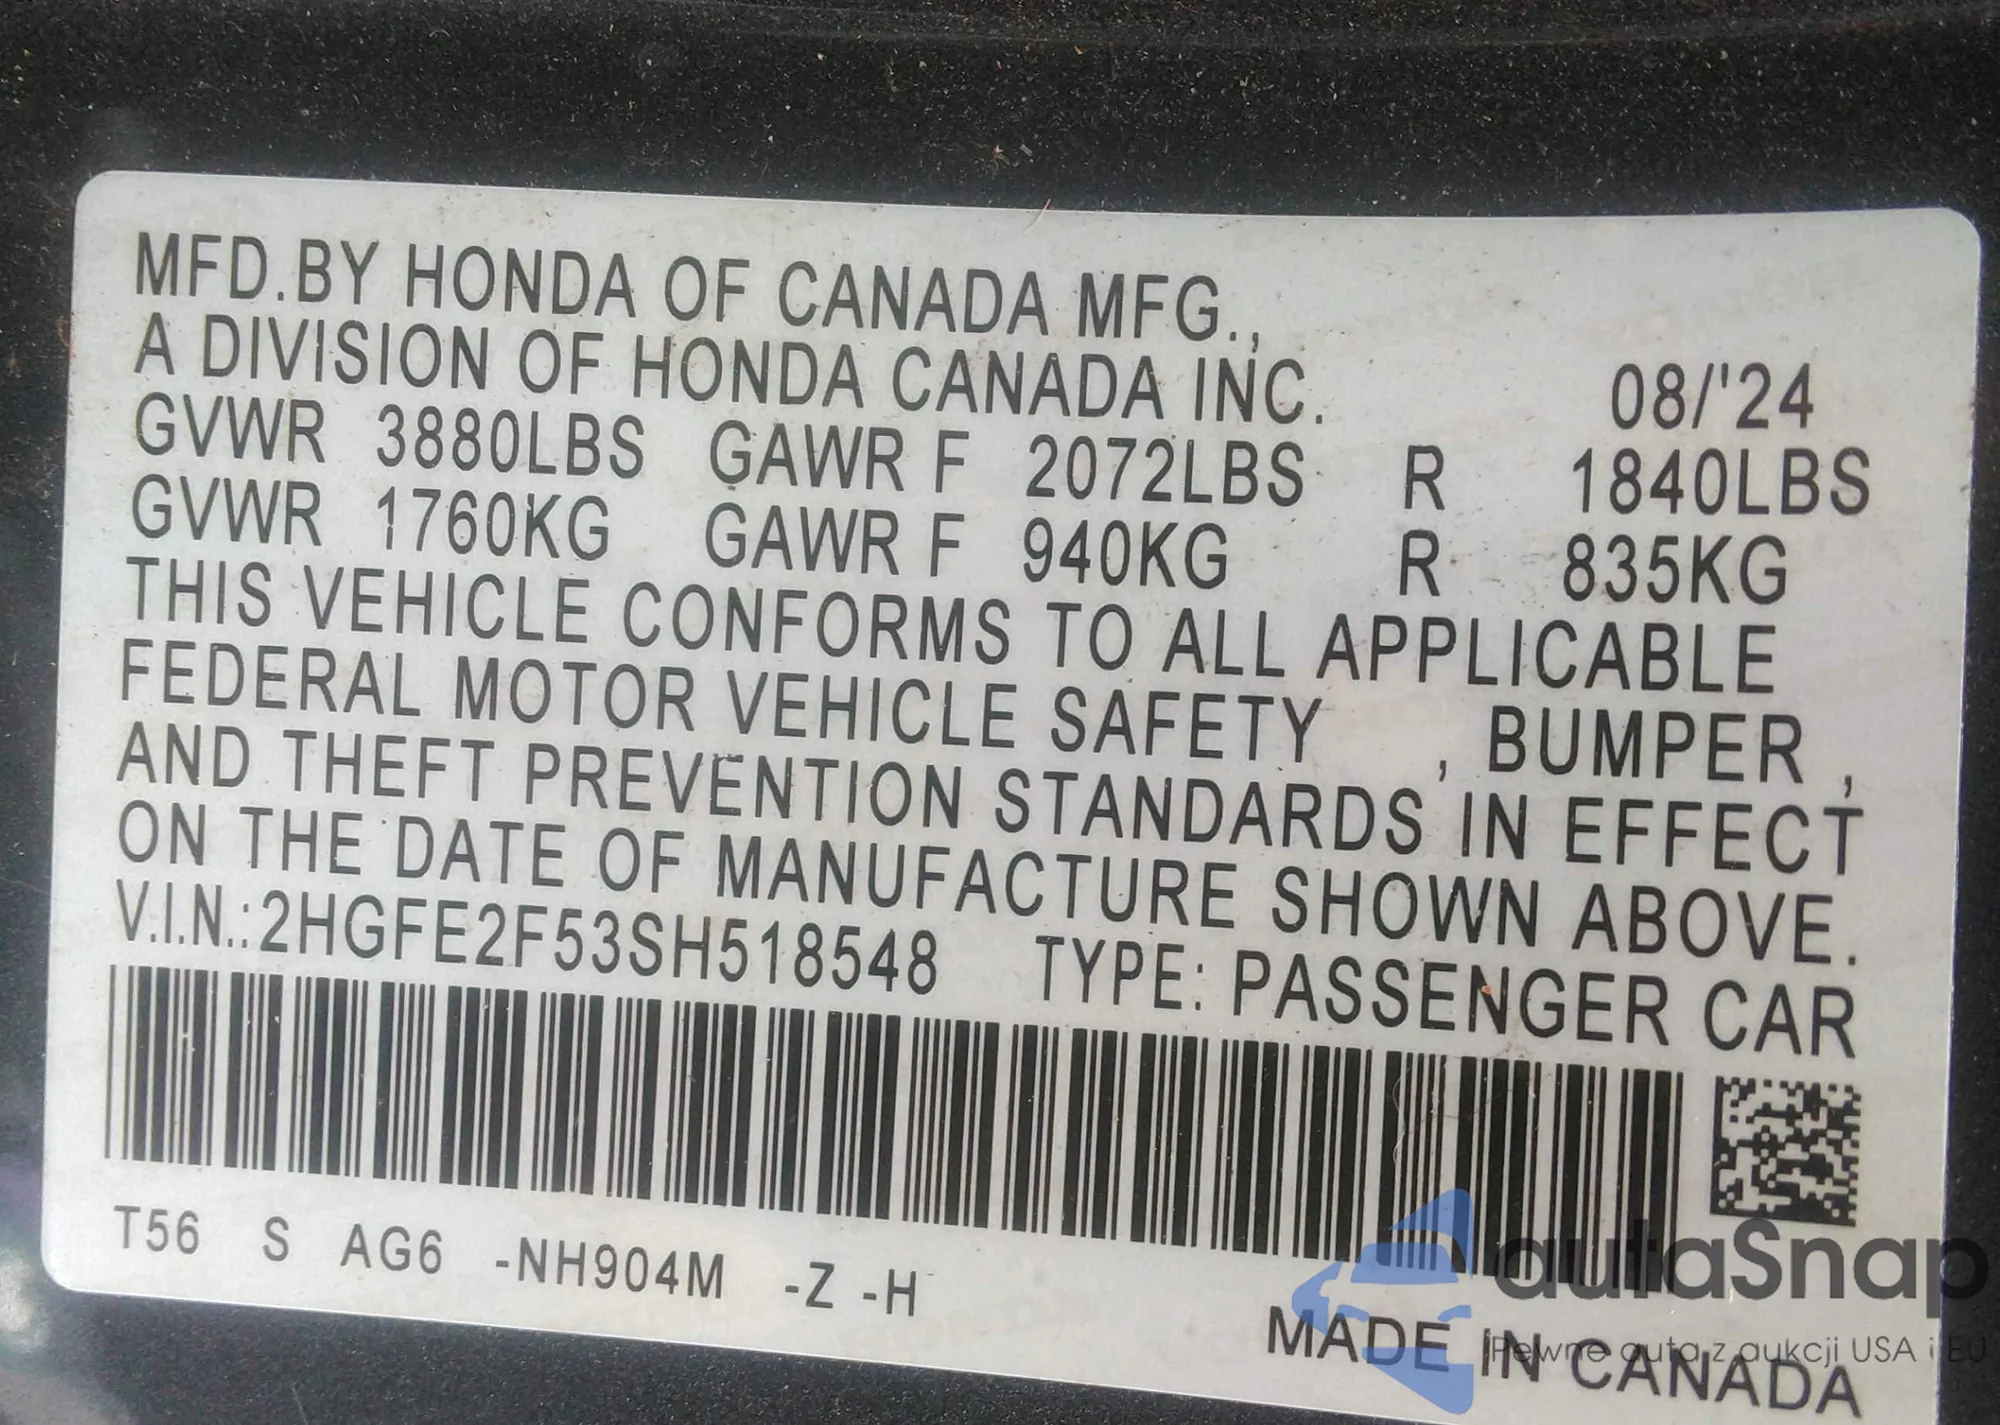 MFD.BY HONDA OF CANADA MFG.,
A DIVISION OF HONDA CANADA INC. 08/'24
GVWR 3880LBS GAWR F 2072LBS R 1840LBS
GVWR 1760KG GAWR F 940KG R 835KG
THIS VEHICLE CONFORMS TO ALL APPLICABLE
FEDERAL MOTOR VEHICLE SAFETY , BUMPER ,
AND THEFT PREVENTION STANDARDS IN EFFECT
ON THE DATE OF MANUFACTURE SHOWN ABOVE.
V.I.N.:2HGFE2F53SH518548 TYPE: PASSENGER CAR
T56 S AG6 -NH904M -Z -H
autaSnap
MADE IN CANADA
Pewne auta z aukcji USA i EU